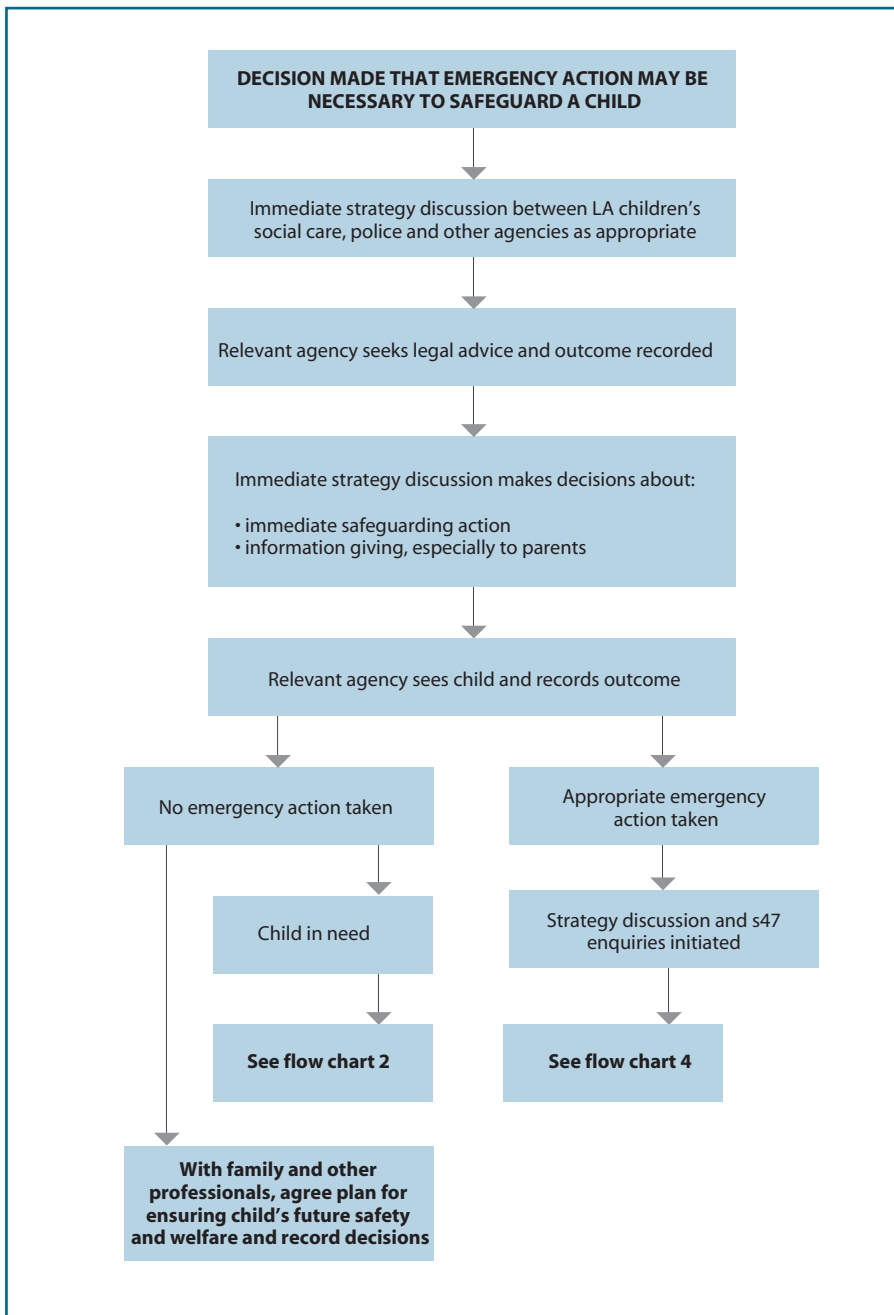 DECISION MADE THAT EMERGENCY ACTION MAY BE
NECESSARY TO SAFEGUARD A CHILD
Immediate strategy discussion between LA children’s
social care, police and other agencies as appropriate
Relevant agency seeks legal advice and outcome recorded
Immediate strategy discussion makes decisions about:
• immediate safeguarding action
• information giving, especially to parents
Relevant agency sees child and records outcome
No emergency action taken
Appropriate emergency
action taken
Child in need
Strategy discussion and s47
enquiries initiated
See flow chart 2
See flow chart 4
With family and other
professionals, agree plan for
ensuring child’s future safety
and welfare and record decisions